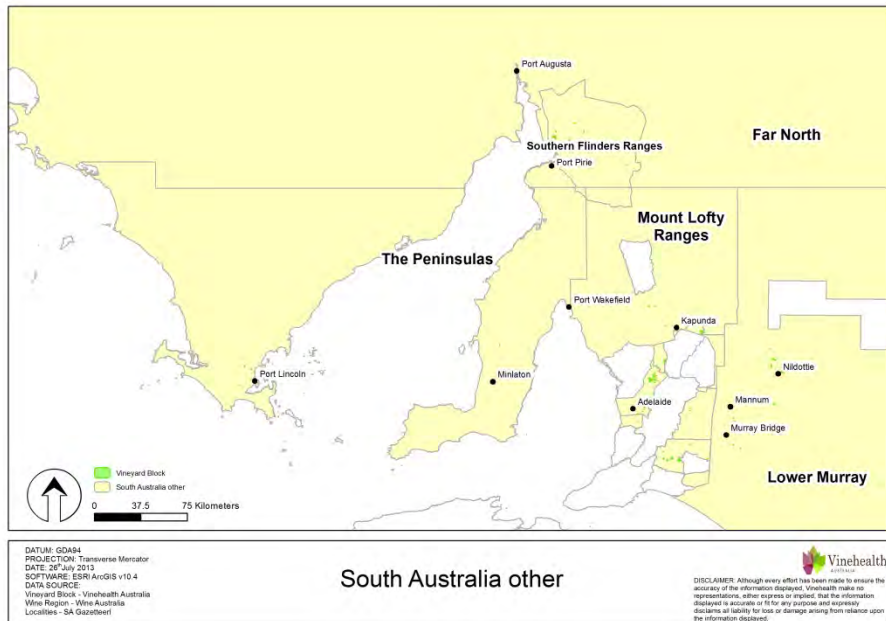 Port Augusta
Far North
Southern Flinders Ranges
Port Pirie
Mount Lofty
Ranges
The Peninsulas
Port Wakefield
Kapunda
Nildottie
Port Lincoln
Minlaton
Adelaide
Mannum
Murray Bridge
Lower Murray
Vineyard Block
South Australia other
0 37.5 75 Kilometers
DATUM: GDA94
PROJECTION: Transverse Mercator
DATE: 26th July 2013
SOFTWARE: ESRI ArcGIS v10.4
DATA SOURCE:
Vineyard Block - Vinehealth Australia
Wine Region - Wine Australia
Localities - SA Gazetteerl
South Australia other
Vinehealth
AUSTRALIA
DISCLAIMER: Although every effort has been made to ensure the
accuracy of the information displayed, Vinehealth make no
representations, either express or implied, that the information
displayed is accurate or fit for any purpose and expressly
disclaims all liability for loss or damage arising from reliance upon
the information displayed.